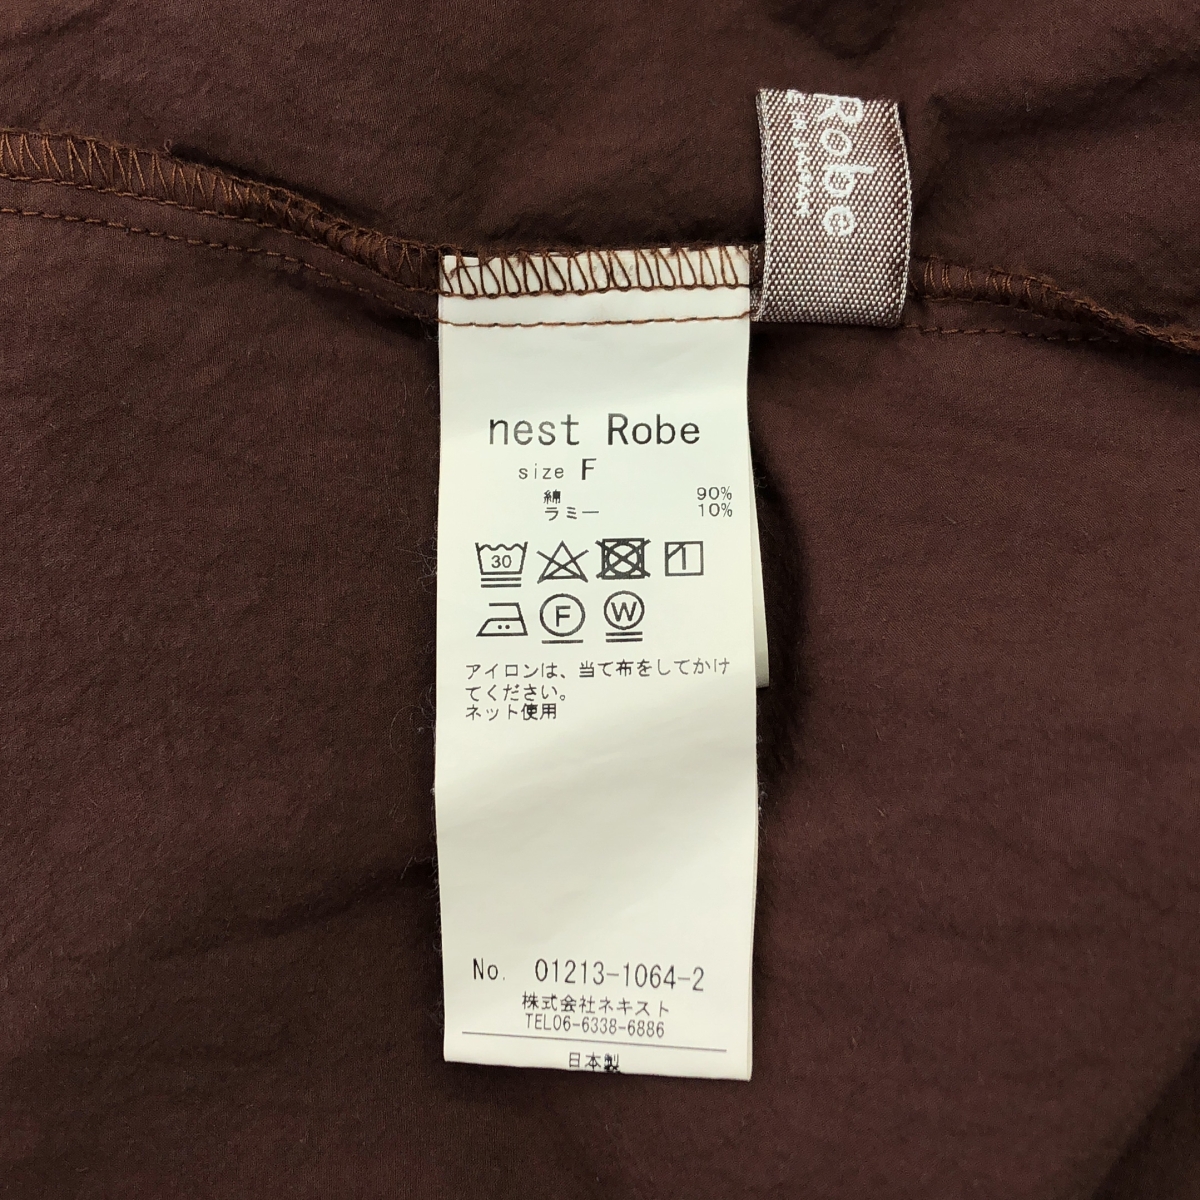 Robe
nest Robe
size F
綿 90%
ラミー 10%
30
1
F
W
アイロンは、当て布をしてかけ
てください。
ネット使用
No. 01213-1064-2
株式会社ネキスト
TEL06-6338-6886
日本製